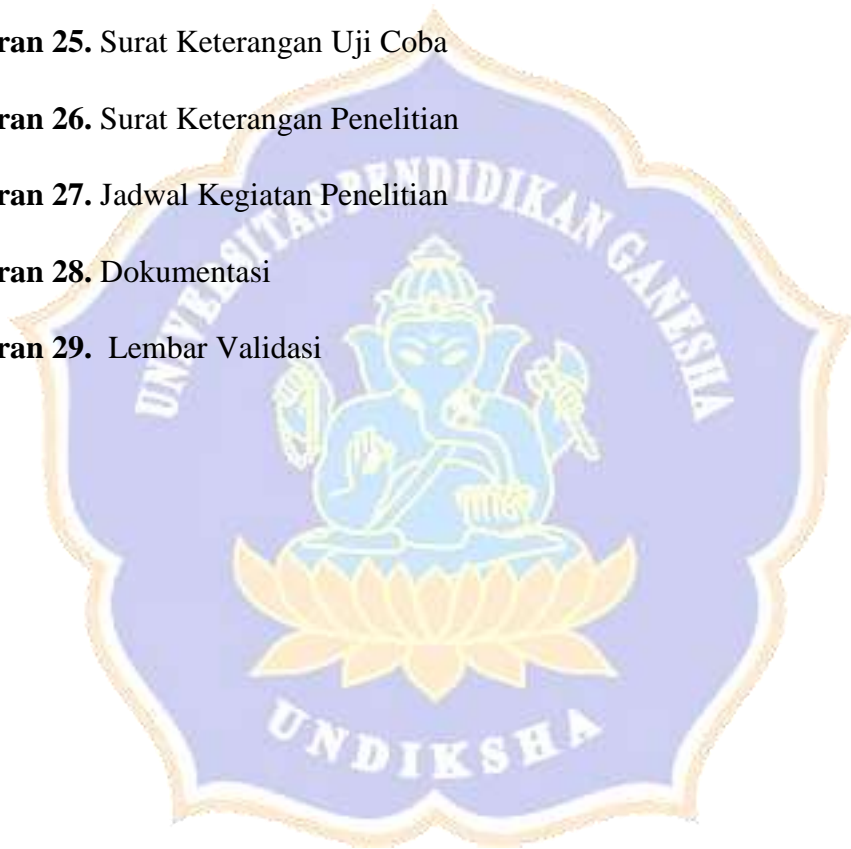 ran 25. Surat Keterangan Uji Coba
ran 26. Surat Keterangan Penelitian
ran 27. Jadwal Kegiatan Penelitian
ran 28. Dokumentasi
ran 29. Lembar Validasi
UNIVERSITAS PENDIDIKAN GANESHA
UNDIKSHA